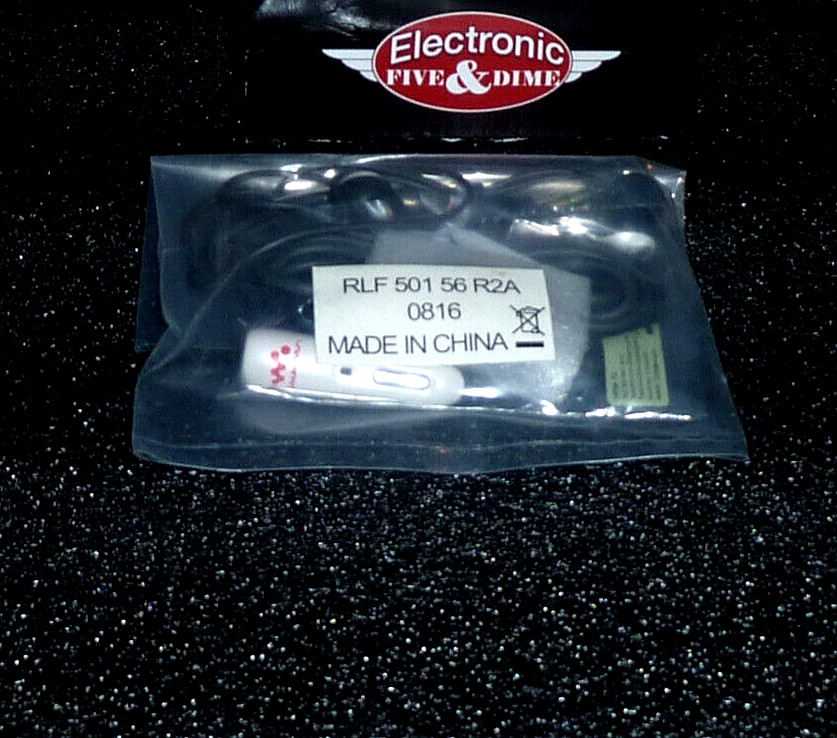 Electronic
FIVE & DIME
RLF 501 56 R2A
0816
MADE IN CHINA